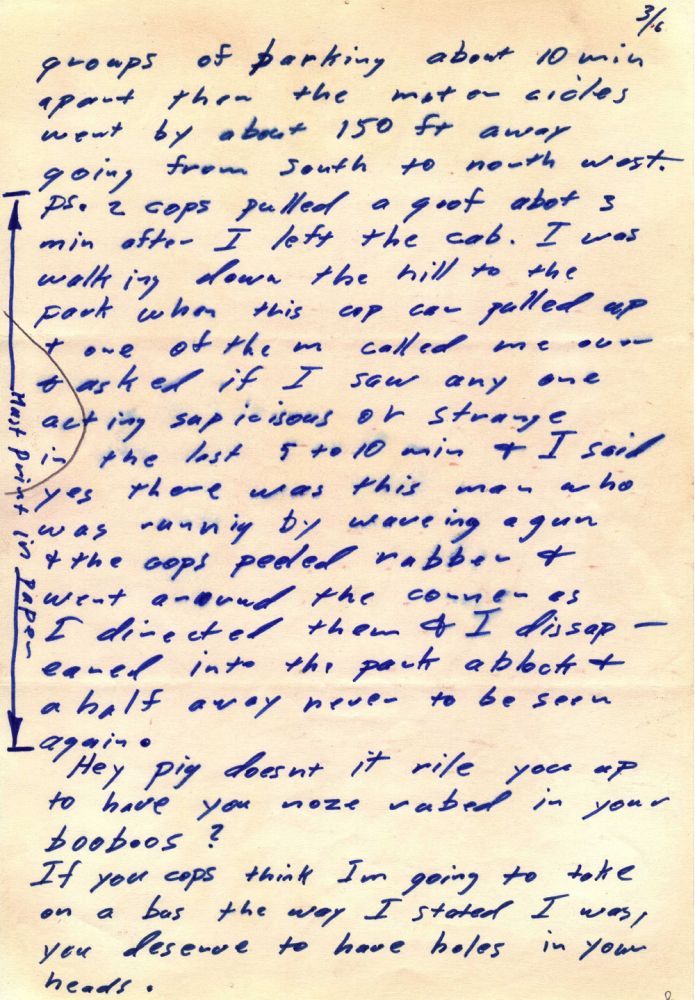 3/6
groups of barking about 10 min
apart then the motor cicles
went by about 150 ft away
going from south to north west.
ps. 2 cops pulled a goof abot 3
min after I left the cab. I was
walking down the hill to the
park when this cop car pulled up
+ one of them called me over
+ asked if I saw any one
acting supicisous or strange
in the last 5 to 10 min + I said
yes there was this man who
was runnig by waveing a gun
+ the cops peeled rubber +
went around the corner as
I directed them + I dissap—
eared into the park a block +
a half away never to be seen
again.
Must print in paper
Hey pig doesnt it rile you up
to have you noze rubed in your
booboos ?
If you cops think Im going to take
on a bus the way I stated I was,
you deserve to have holes in your
heads.